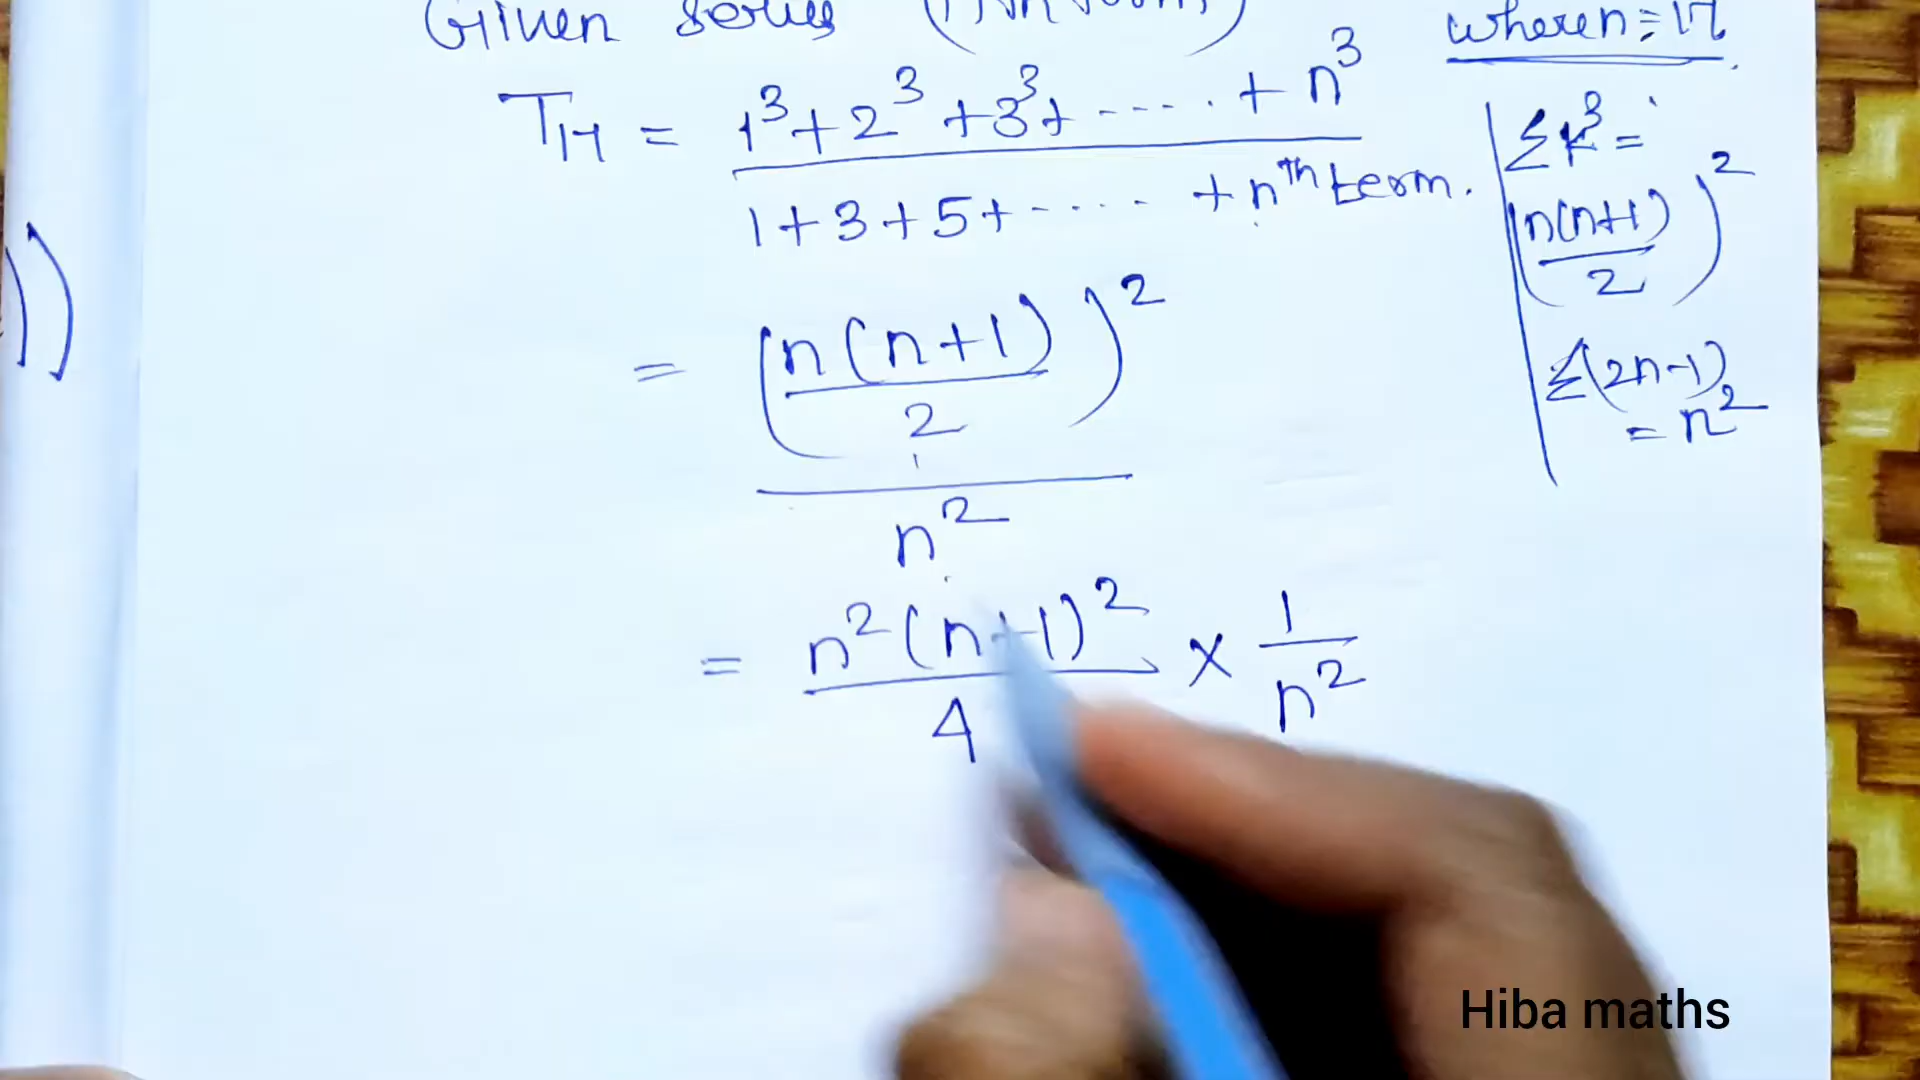 Given series where n = 17
T17 = 1³ + 2³ + 3³ + ----- + n³
1 + 3 + 5 + ----- + nth term.
= (n(n+1)
2)²
n²
= n²(n+1)² × 1
4 n²
Σk³ =
(n(n+1)
2)²
Σ(2n-1)
= n²
Hiba maths